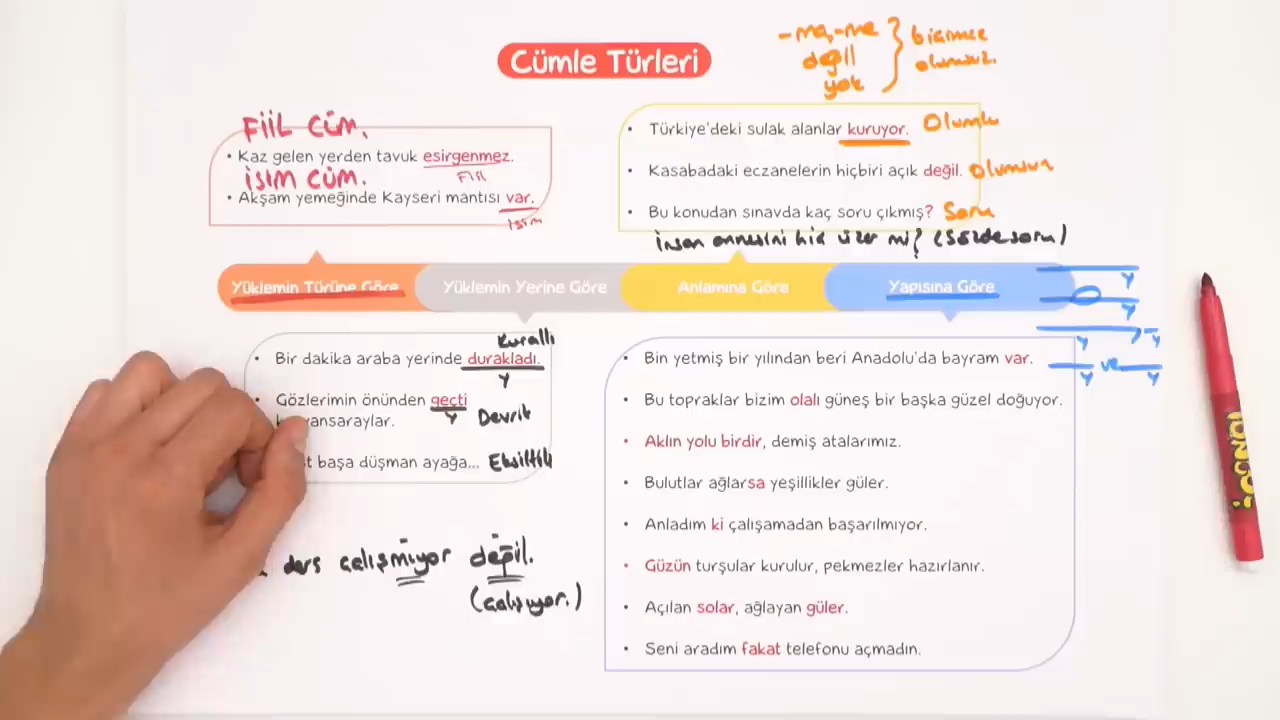 -ma, -me
değil
yok
biçimce
olumsuz.
Cümle Türleri
FİİL CÜM.
• Kaz gelen yerden tavuk esirgenmez.
Fiil
İSİM CÜM.
• Akşam yemeğinde Kayseri mantısı var.
isim
• Türkiye'deki sulak alanlar kuruyor. Olumlu
• Kasabadaki eczanelerin hiçbiri açık değil. Olumsuz
• Bu konudan sınavda kaç soru çıkmış? Soru
İnsan annesini hiç üzer mi? (Sözde soru)
Yüklemin Türüne Göre
Yüklemin Yerine Göre
Anlamına Göre
Yapısına Göre
Y
Y
Y Y
Y ve Y
Kurallı
• Bir dakika araba yerinde durakladı.
Y
• Gözlerimin önünden geçti
Y Devrik
başa düşman ayağa... Eksiltili
ders çalışmıyor değil.
(çalışıyor.)
• Bin yetmiş bir yılından beri Anadolu'da bayram var.
• Bu topraklar bizim olalı güneş bir başka güzel doğuyor.
• Aklın yolu birdir, demiş atalarımız.
• Bulutlar ağlarsa yeşillikler güler.
• Anladım ki çalışamadan başarılmıyor.
• Güzün turşular kurulur, pekmezler hazırlanır.
• Açılan solar, ağlayan güler.
• Seni aradım fakat telefonu açmadın.